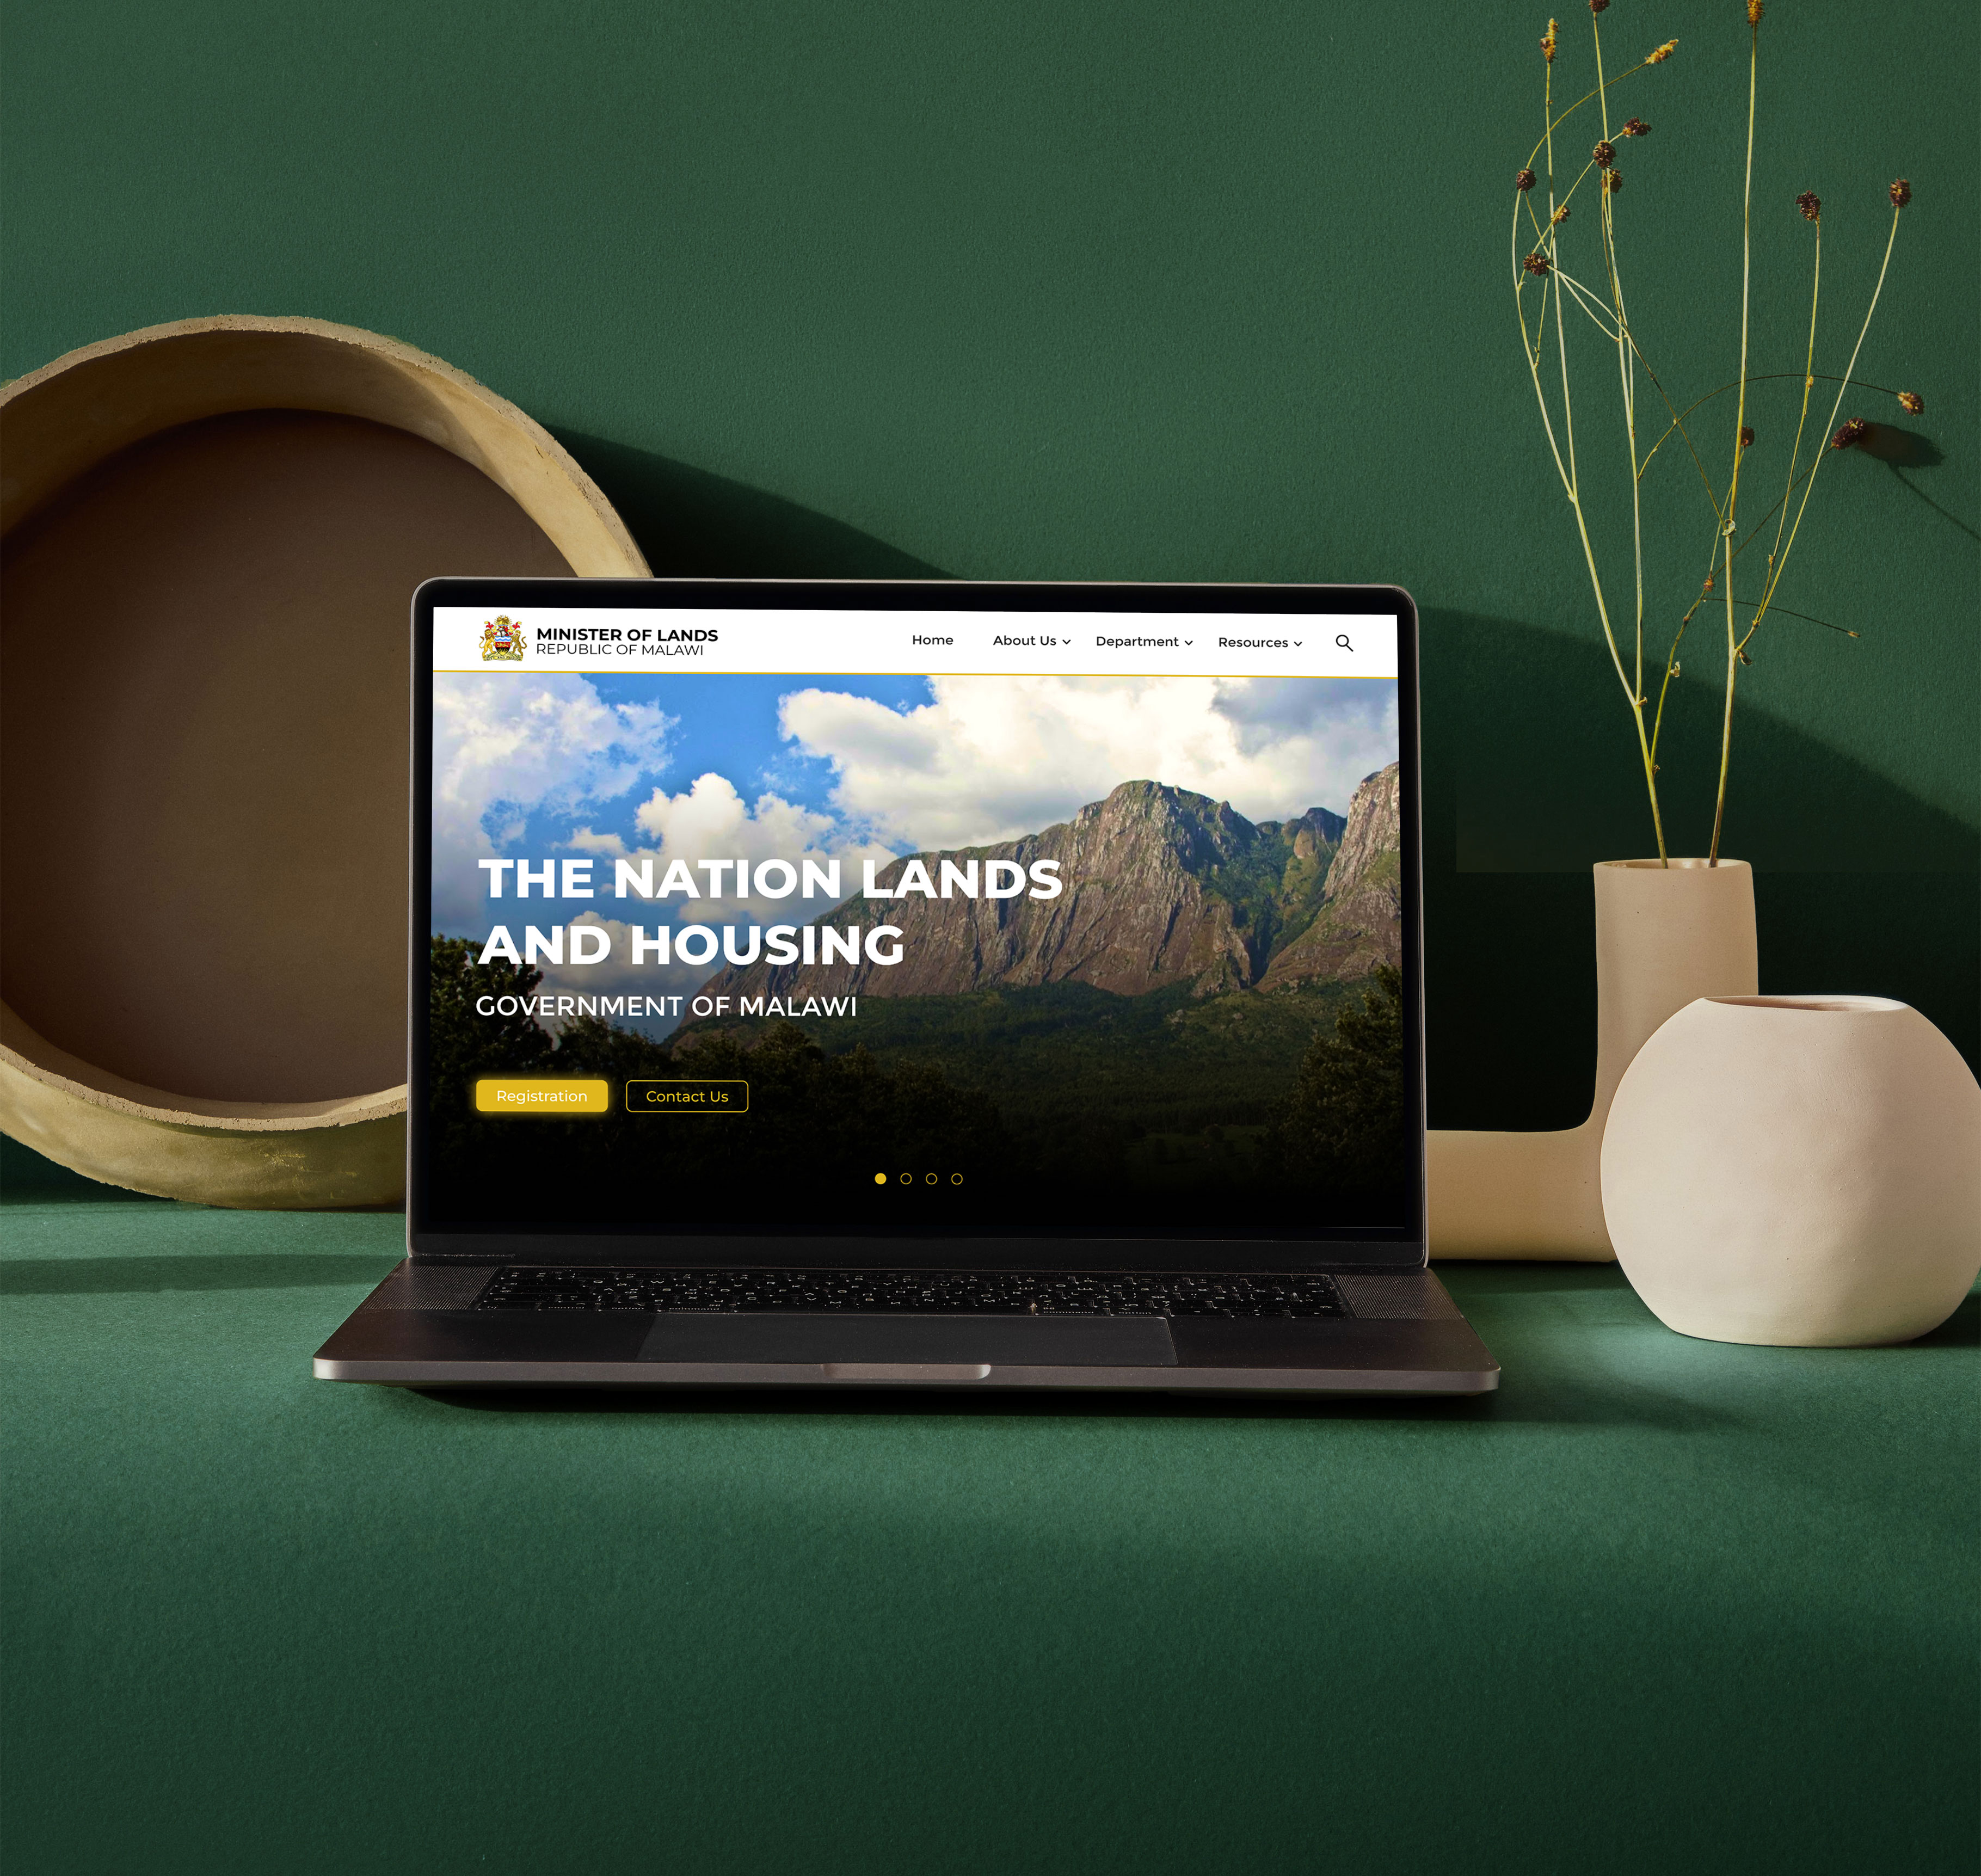 MINISTER OF LANDS
REPUBLIC OF MALAWI
Home
About Us
Department
Resources
THE NATION LANDS
AND HOUSING
GOVERNMENT OF MALAWI
Registration
Contact Us